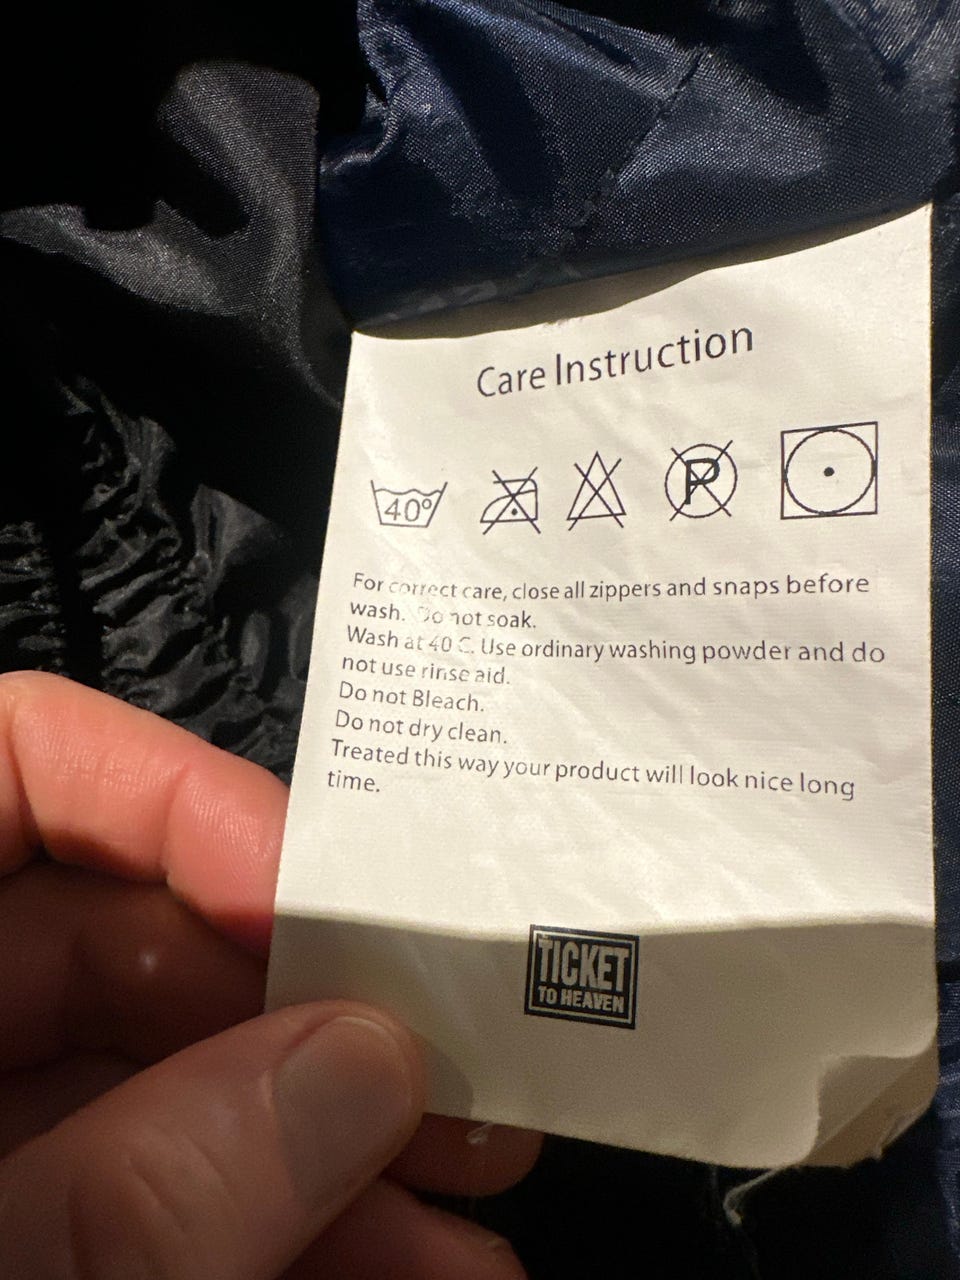 Care Instruction
40° P
For correct care, close all zippers and snaps before
wash. Do not soak.
Wash at 40 C. Use ordinary washing powder and do
not use rinse aid.
Do not Bleach.
Do not dry clean.
Treated this way your product will look nice long
time.
TICKET
TO HEAVEN